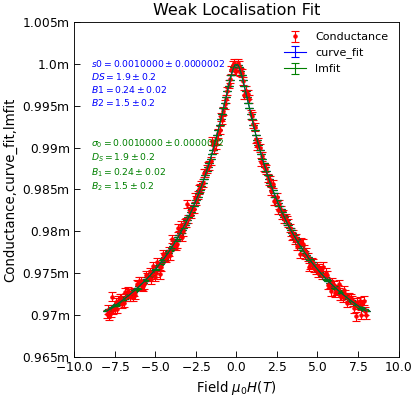 Weak Localisation Fit
Conductance,curve_fit,lmfit
1.005m
1.0m
0.995m
0.99m
0.985m
0.98m
0.975m
0.97m
0.965m
s0 = 0.0010000 ± 0.0000002
DS = 1.9 ± 0.2
B1 = 0.24 ± 0.02
B2 = 1.5 ± 0.2
σ₀ = 0.0010000 ± 0.0000002
Dₛ = 1.9 ± 0.2
B₁ = 0.24 ± 0.02
B₂ = 1.5 ± 0.2
Conductance
curve_fit
lmfit
−10.0 −7.5 −5.0 −2.5 0.0 2.5 5.0 7.5 10.0
Field μ₀H(T)